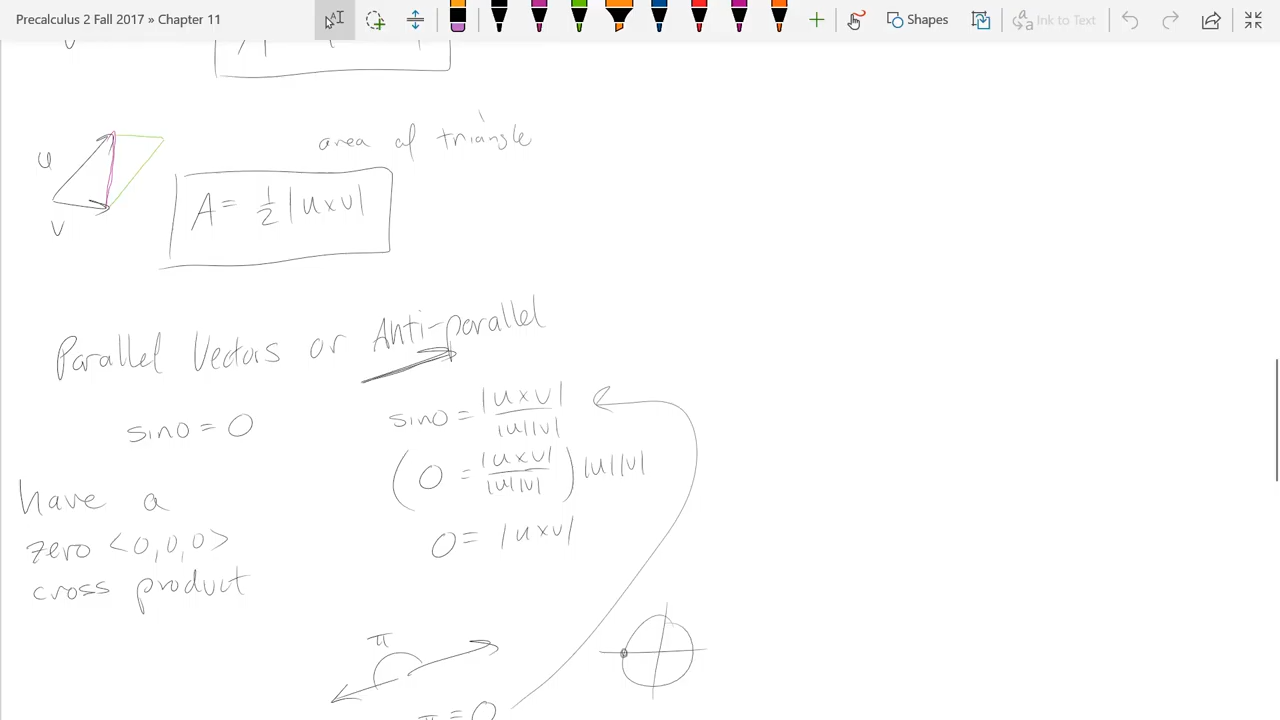 Precalculus 2 Fall 2017 » Chapter 11
Shapes
Ink to Text
u
v
area of triangle
A = 1/2 |u×v|
Parallel Vectors or Anti-parallel
sinθ = 0
sinθ = |u×v| / |u||v|
(0 = |u×v| / |u||v|) |u||v|
0 = |u×v|
have a
zero <0,0,0>
cross product
π
π = 0